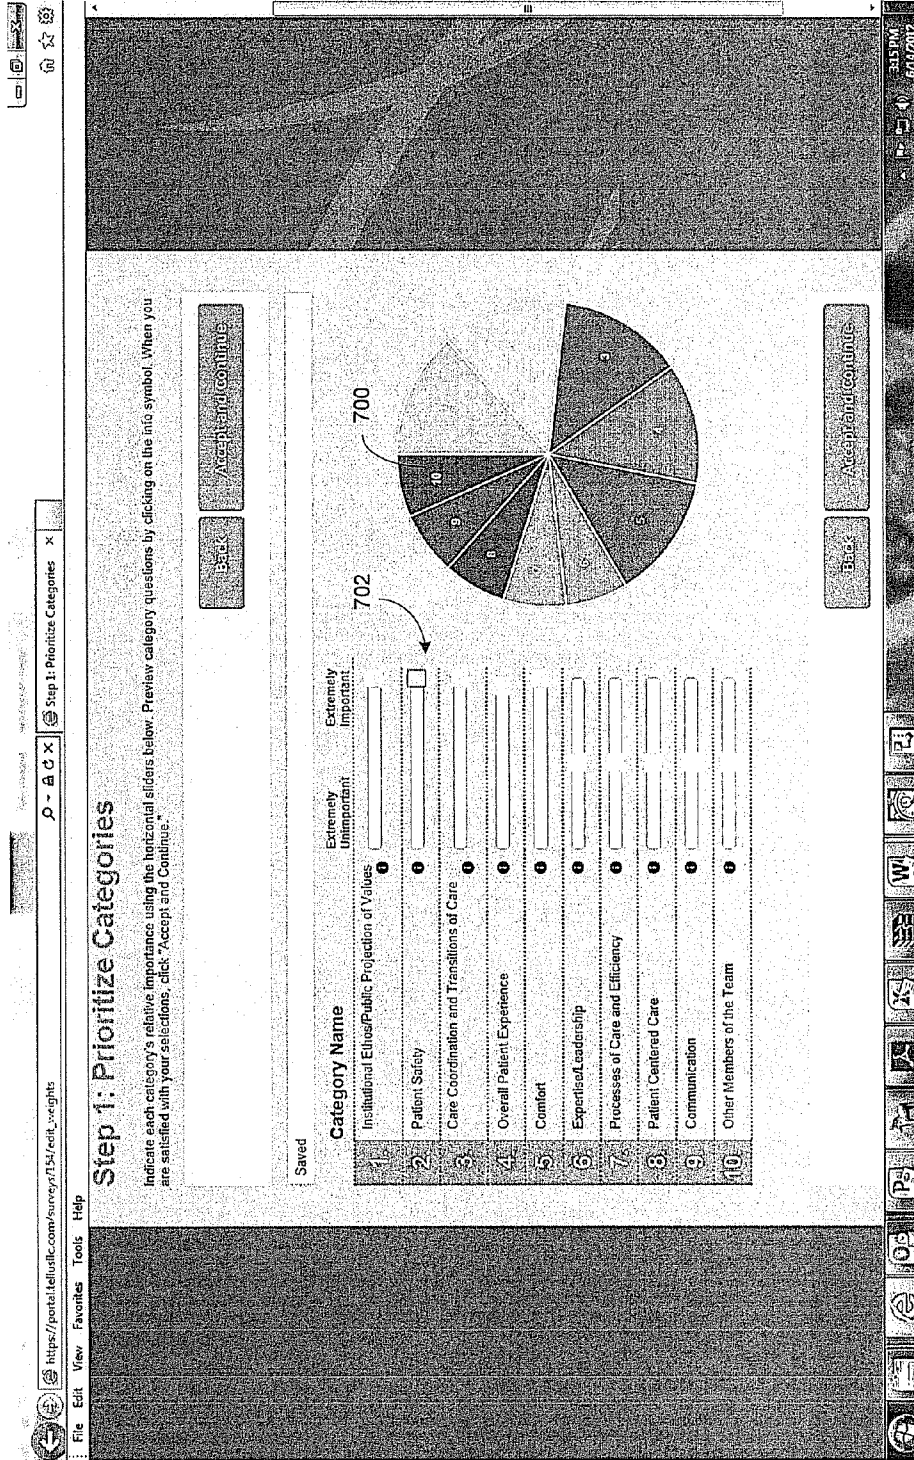 https://portal.tellusllc.com/surveys/154/edit_weights
Step 1: Prioritize Categories
File Edit View Favorites Tools Help
Step 1: Prioritize Categories
Indicate each category's relative importance using the horizontal sliders below. Preview category questions by clicking on the info symbol. When you
are satisfied with your selections, click "Accept and Continue."
Back Accept and Continue
Saved
Category Name
Extremely
Unimportant
Extremely
Important
1. Institutional Ethos/Public Projection of Values
2. Patient Safety
3. Care Coordination and Transitions of Care
4. Overall Patient Experience
5. Comfort
6. Expertise/Leadership
7. Processes of Care and Efficiency
8. Patient Centered Care
9. Communication
10. Other Members of the Team
702
700
10
9
8
7
6
5
4
3
Back Accept and Continue
3:15 PM